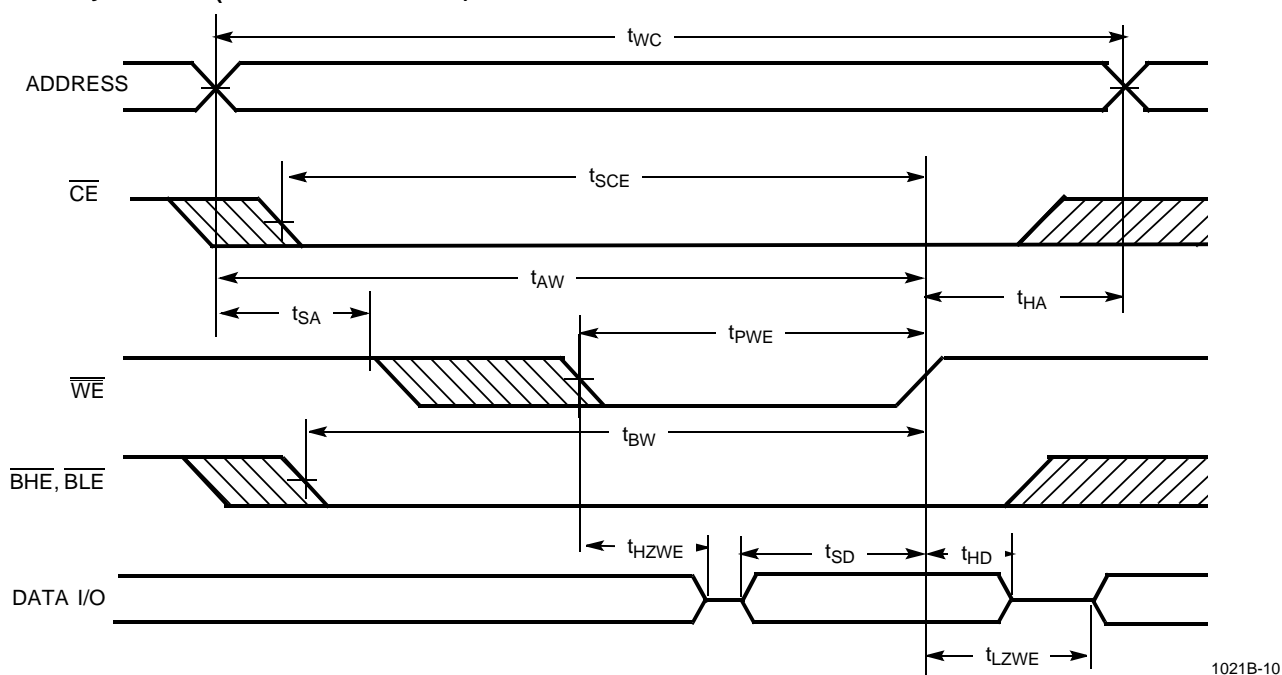 tWC
ADDRESS
tSCE
CE
tAW
tHA
tSA
tPWE
WE
tBW
BHE, BLE
tHZWE
tSD
tHD
DATA I/O
tLZWE
1021B-10